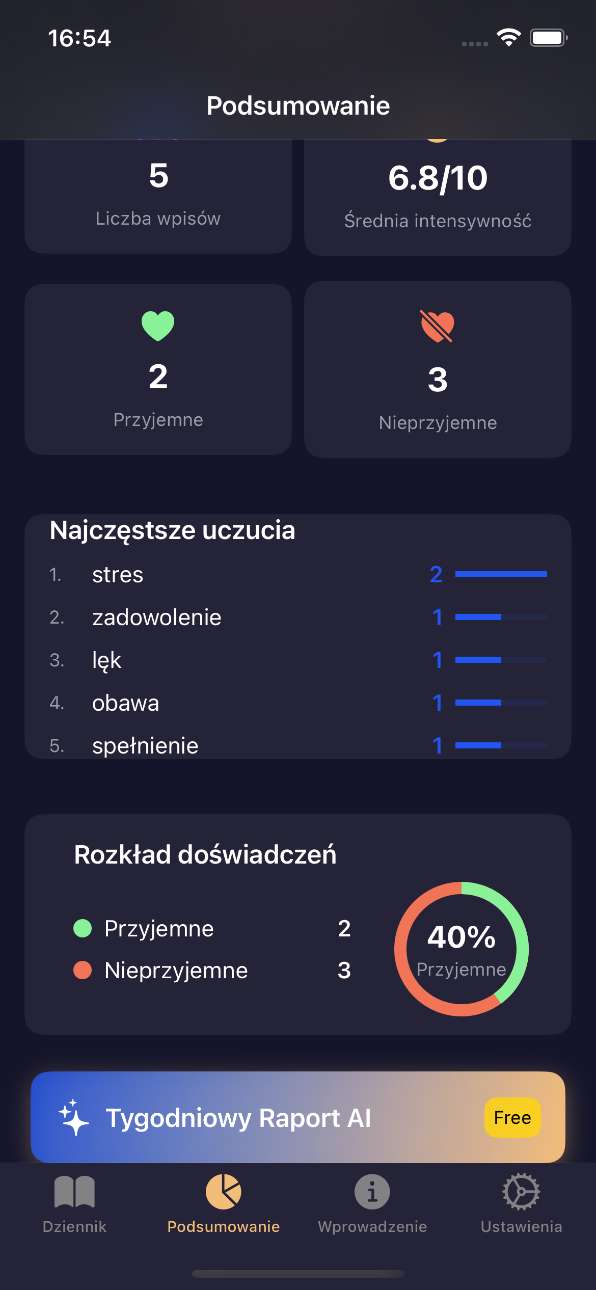 16:54
Podsumowanie
5
Liczba wpisów
6.8/10
Średnia intensywność
2
Przyjemne
3
Nieprzyjemne
Najczęstsze uczucia
1. stres 2
2. zadowolenie 1
3. lęk 1
4. obawa 1
5. spełnienie 1
Rozkład doświadczeń
Przyjemne 2
Nieprzyjemne 3
40%
Przyjemne
Tygodniowy Raport AI Free
Dziennik Podsumowanie Wprowadzenie Ustawienia